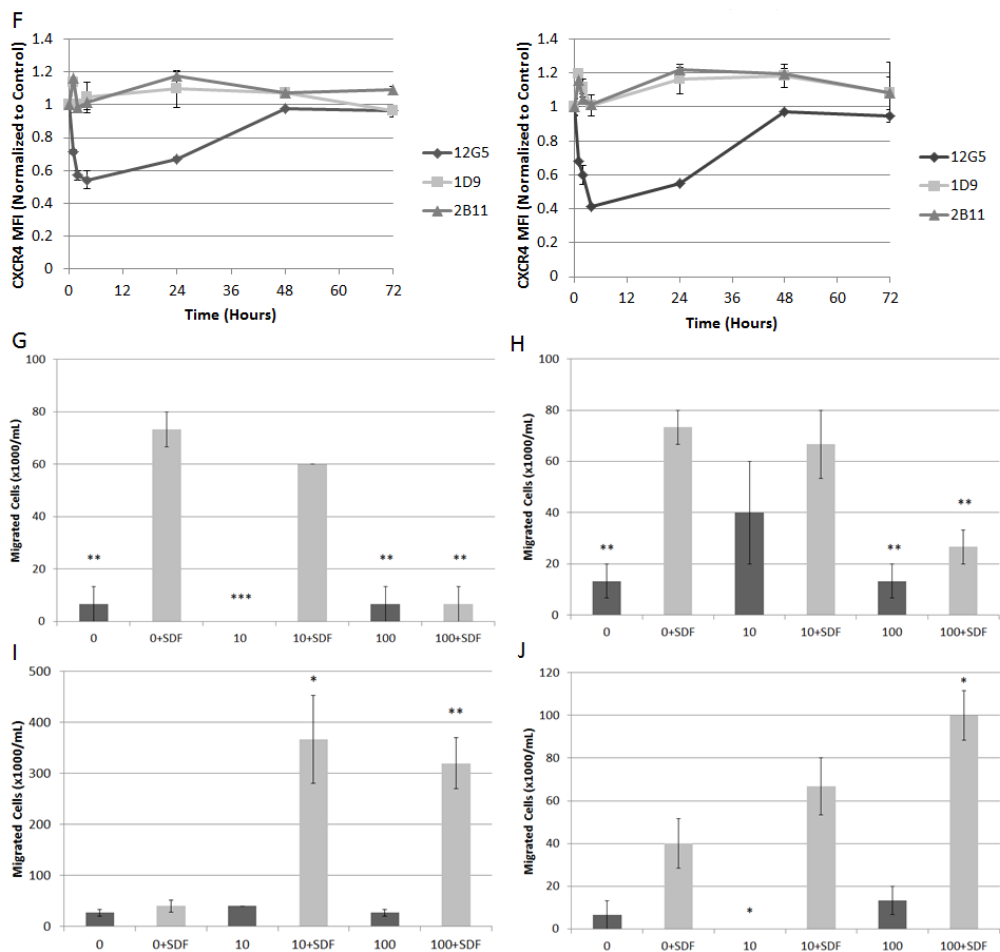 F
CXCR4 MFI (Normalized to Control)
1.4
1.2
1
0.8
0.6
0.4
0.2
0
0 12 24 36 48 60 72
Time (Hours)
12G5
1D9
2B11
CXCR4 MFI (Normalized to Control)
1.4
1.2
1
0.8
0.6
0.4
0.2
0
0 12 24 36 48 60 72
Time (Hours)
12G5
1D9
2B11
G
Migrated Cells (x1000/mL)
100
80
60
40
20
0
** *** ** **
0 0+SDF 10 10+SDF 100 100+SDF
H
Migrated Cells (x1000/mL)
100
80
60
40
20
0
** ** **
0 0+SDF 10 10+SDF 100 100+SDF
I
Migrated Cells (x1000/mL)
500
400
300
200
100
0
* **
0 0+SDF 10 10+SDF 100 100+SDF
J
Migrated Cells (x1000/mL)
120
100
80
60
40
20
0
* *
0 0+SDF 10 10+SDF 100 100+SDF